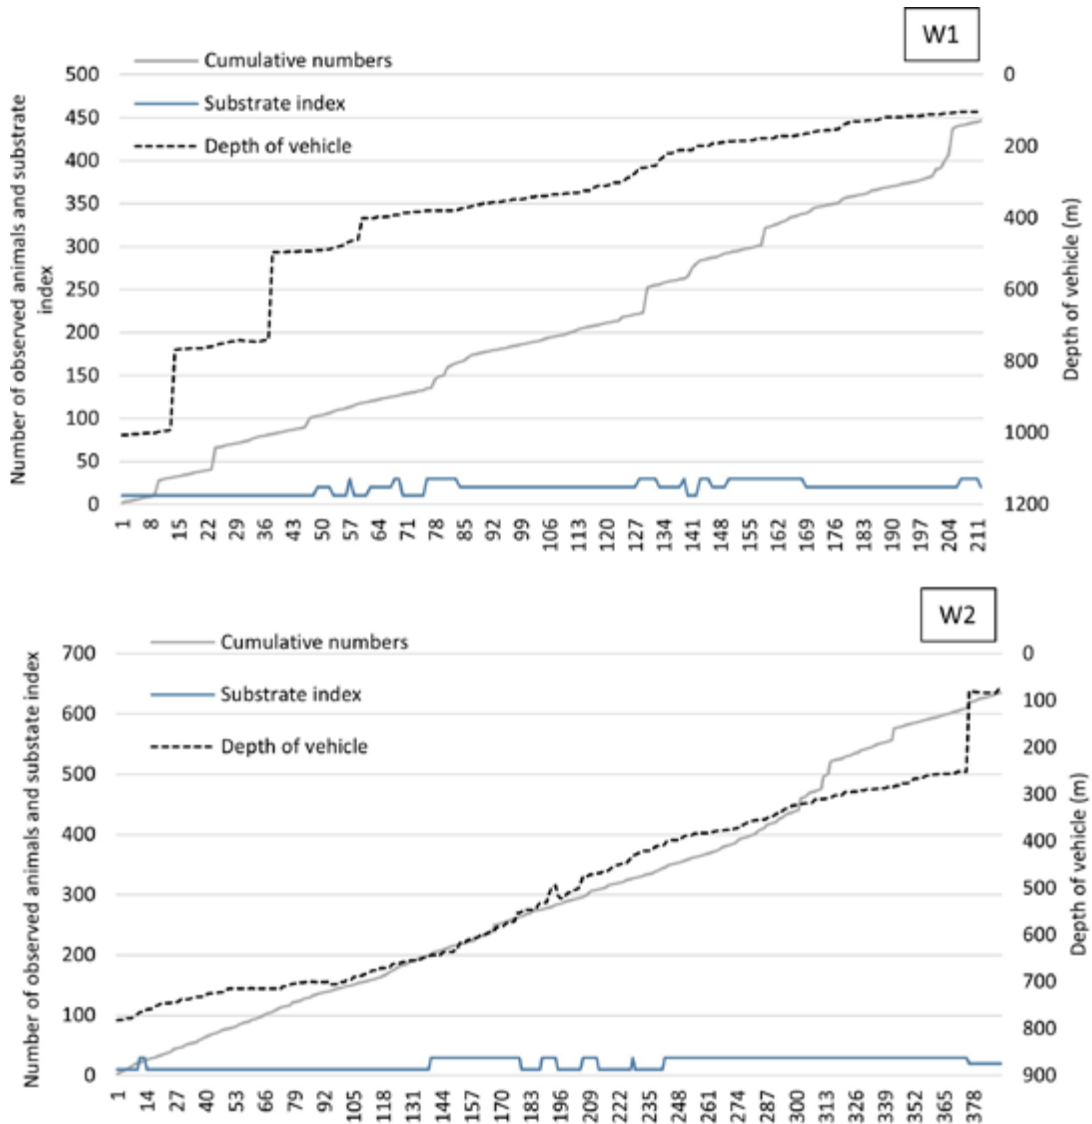 W1
Cumulative numbers
Substrate index
Depth of vehicle
Number of observed animals and substrate
index
500
450
400
350
300
250
200
150
100
50
0
0
200
400
600
800
1000
1200
Depth of vehicle (m)
1 8 15 22 29 36 43 50 57 64 71 78 85 92 99 106 113 120 127 134 141 148 155 162 169 176 183 190 197 204 211
W2
Cumulative numbers
Substrate index
Depth of vehicle
Number of observed animals and substate index
700
600
500
400
300
200
100
0
0
100
200
300
400
500
600
700
800
900
Depth of vehicle (m)
1 14 27 40 53 66 79 92 105 118 131 144 157 170 183 196 209 222 235 248 261 274 287 300 313 326 339 352 365 378